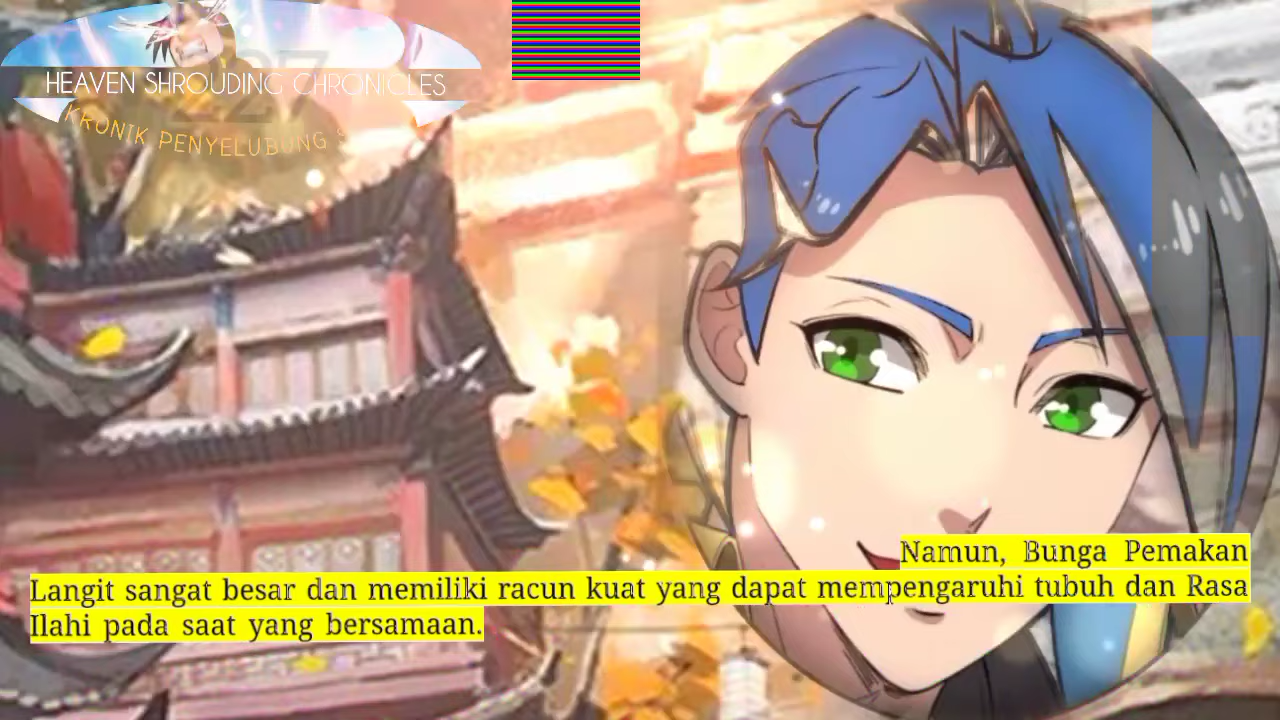 HEAVEN SHROUDING CHRONICLES
227
KRONIK PENYELUBUNG
Namun, Bunga Pemakan
Langit sangat besar dan memiliki racun kuat yang dapat mempengaruhi tubuh dan Rasa
Ilahi pada saat yang bersamaan.